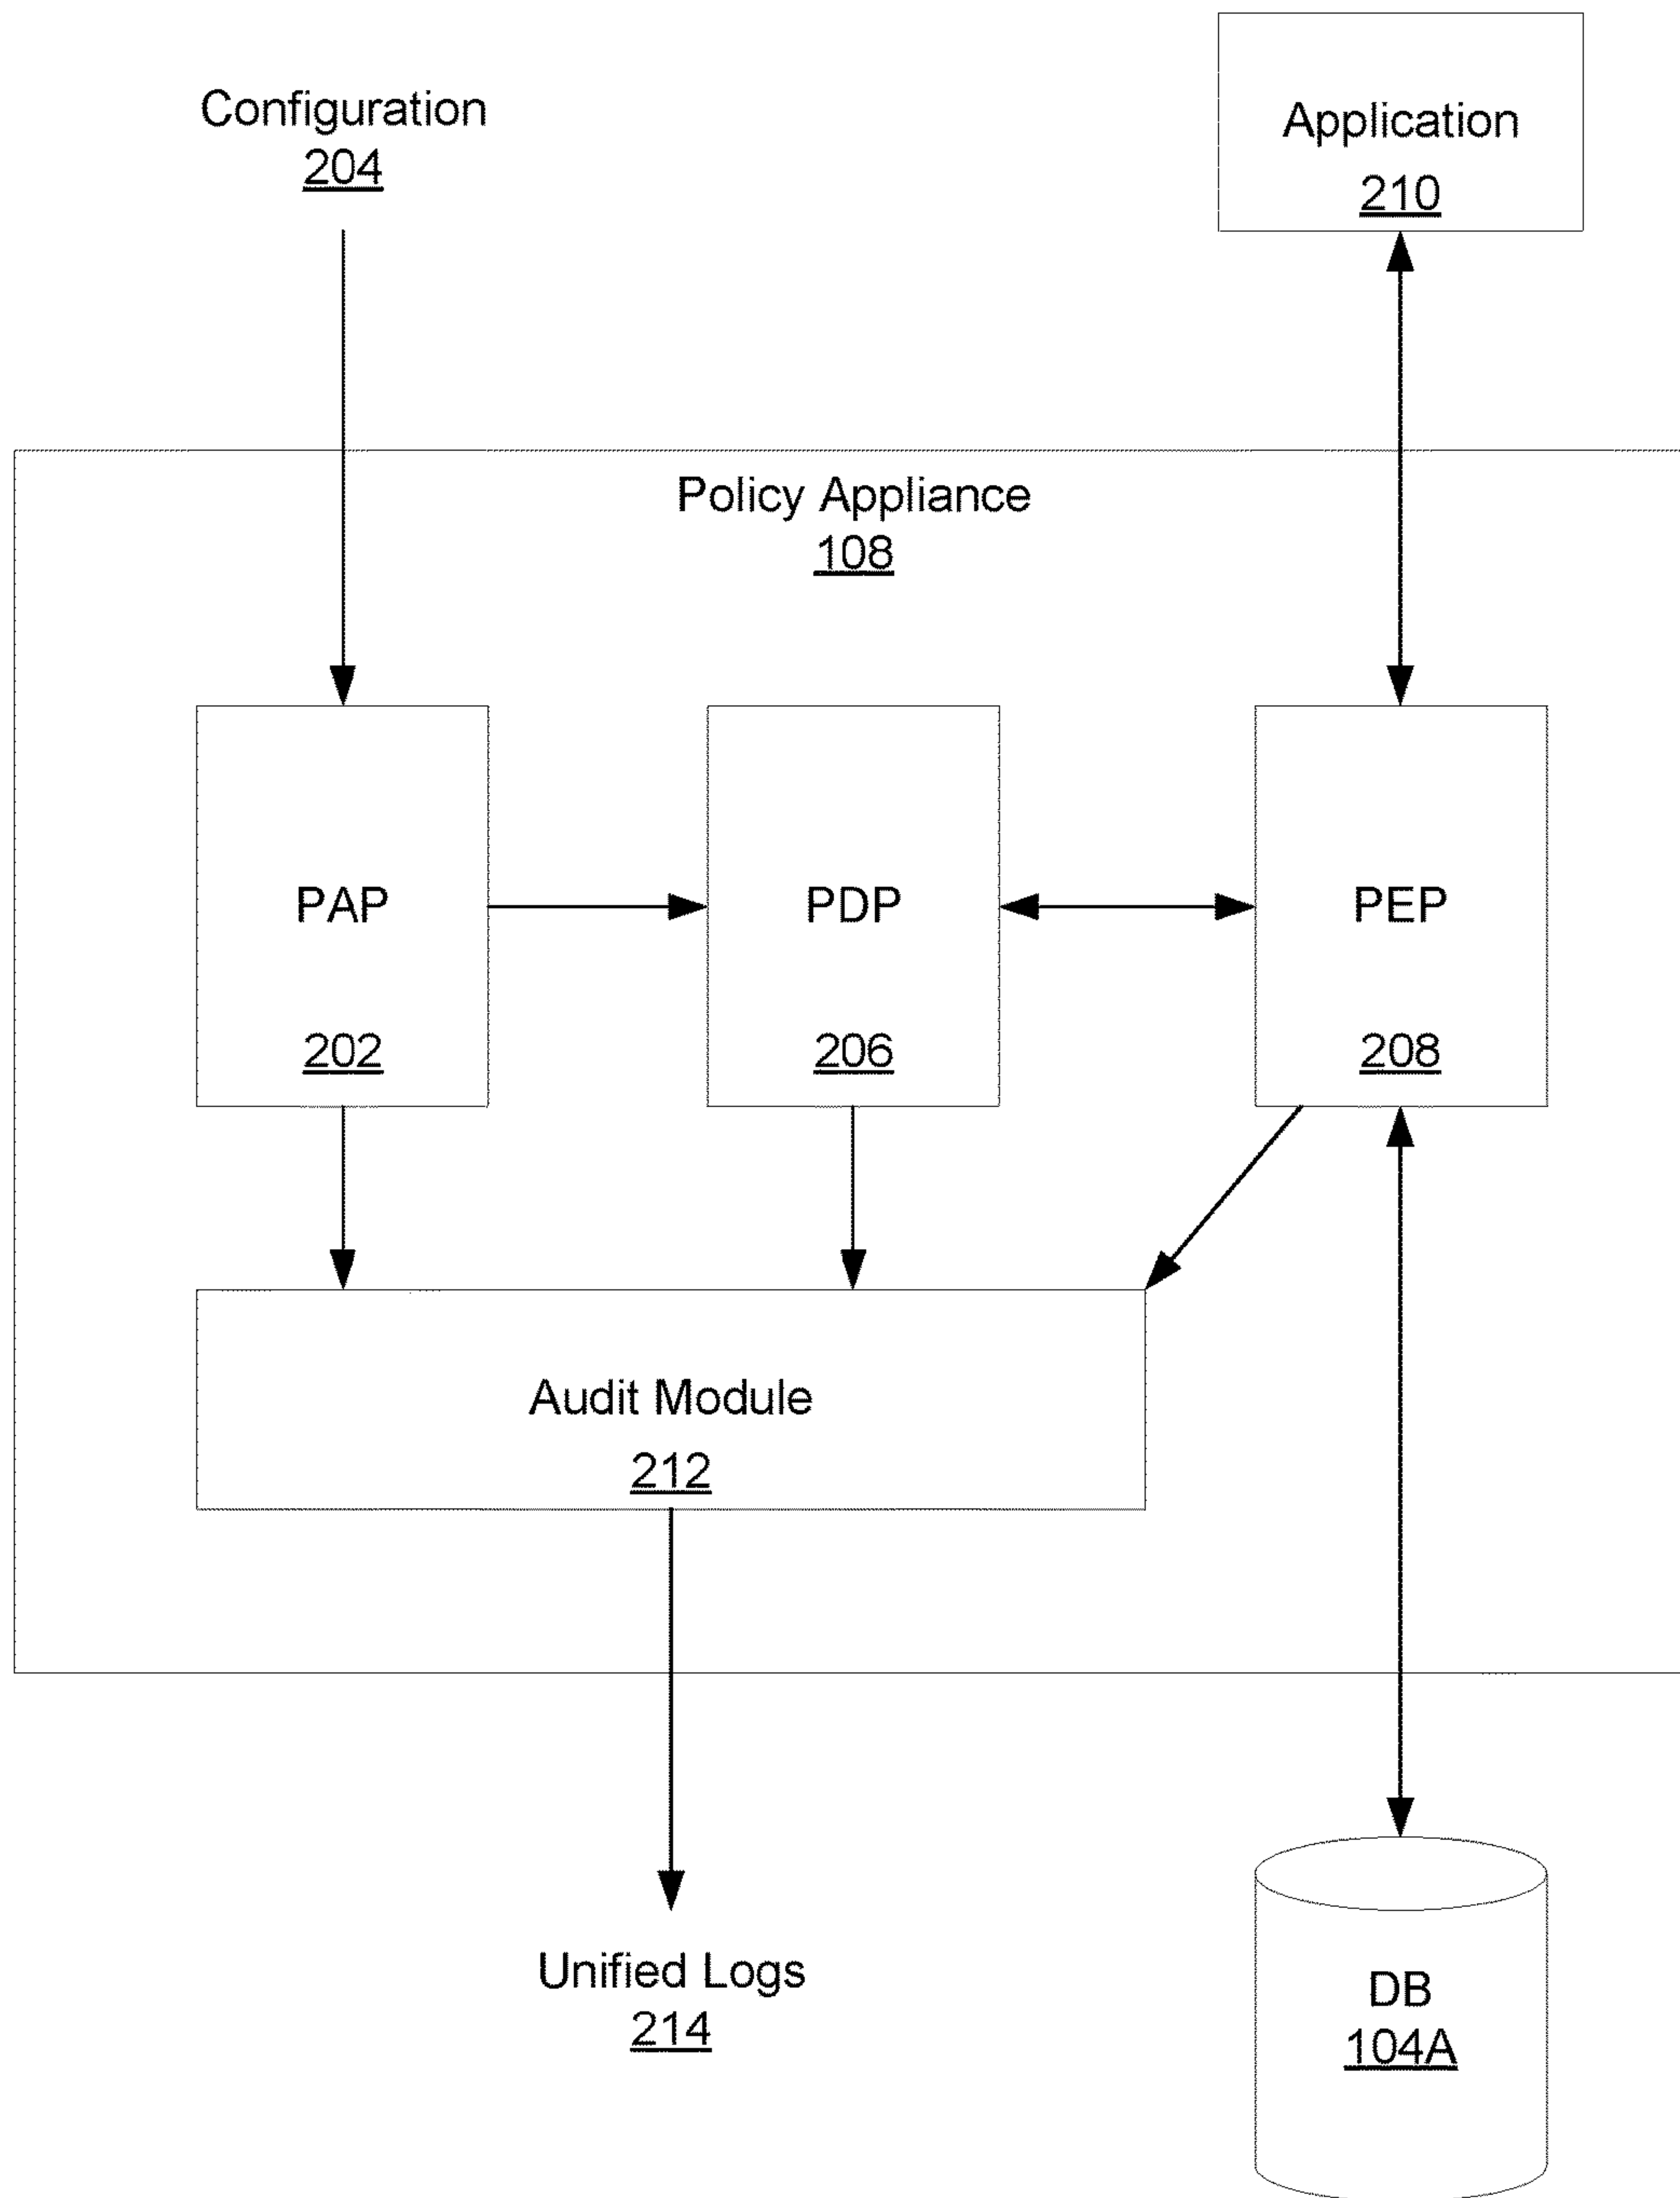 Configuration
204
Application
210
Policy Appliance
108
PAP
202
PDP
206
PEP
208
Audit Module
212
Unified Logs
214
DB
104A